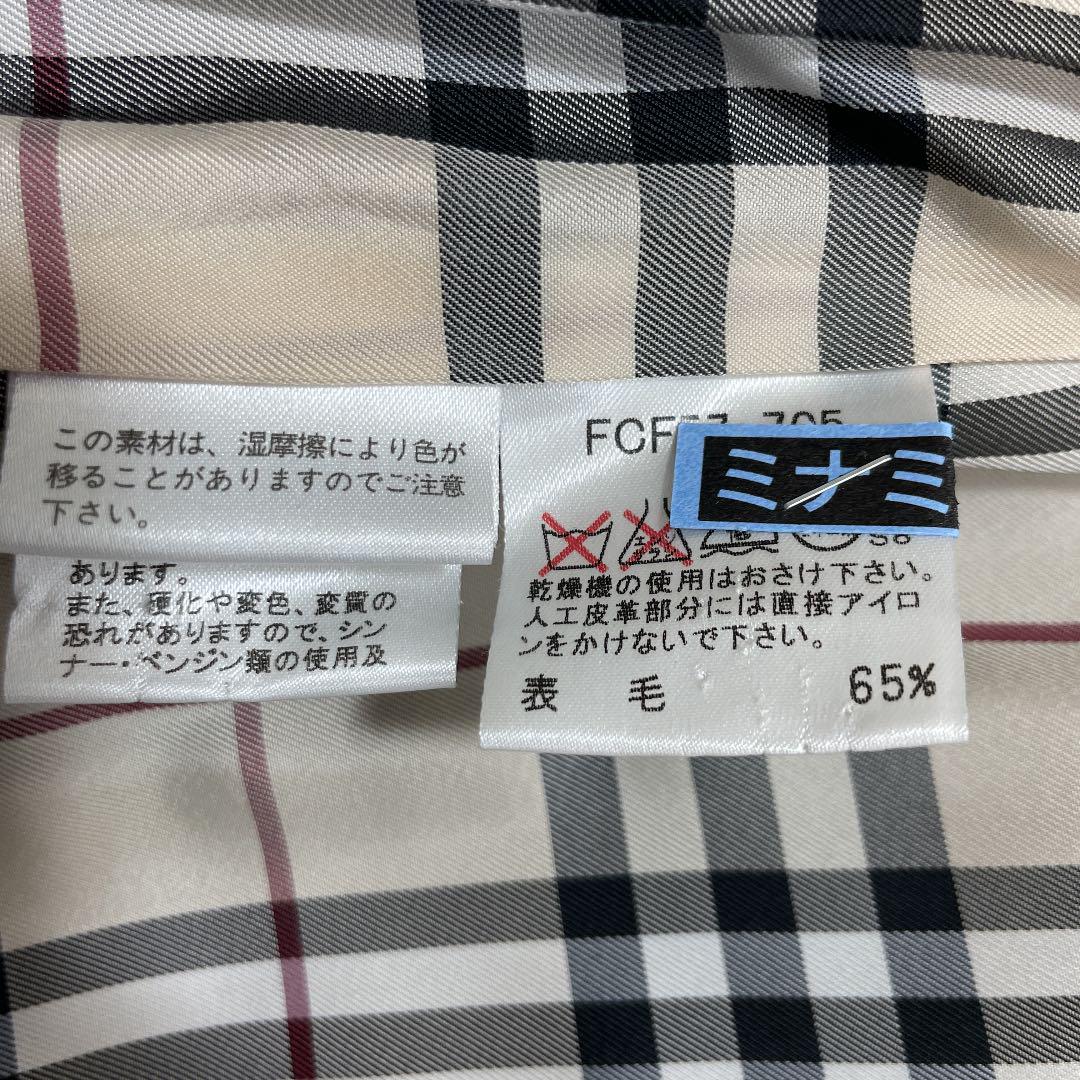 この素材は、湿摩擦により色が
移ることがありますのでご注意
下さい。
あります。
また、硬化や変色、変質の
恐れがありますので、シン
ナー・ベンジン類の使用及
ミナミ
乾燥機の使用はおさけ下さい。
人工皮革部分には直接アイロ
ンをかけないで下さい。
表 毛 65%